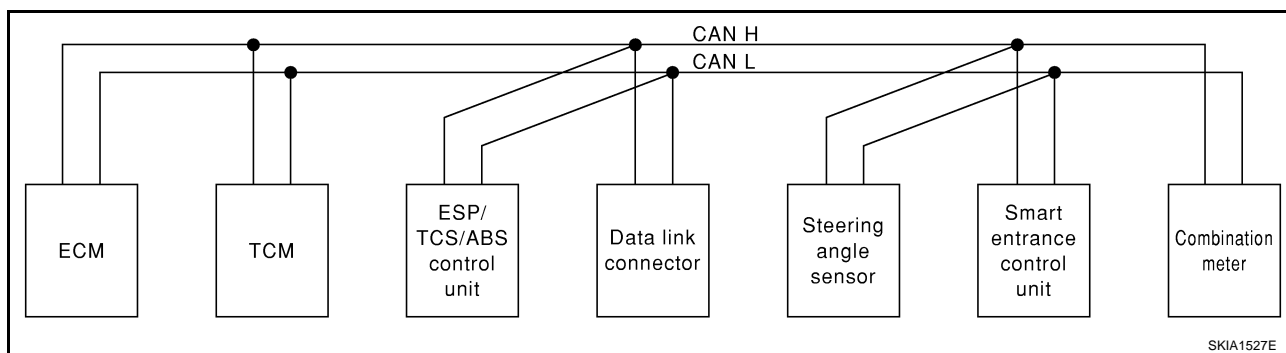 CAN H
CAN L
ECM
TCM
ESP/
TCS/ABS
control
unit
Data link
connector
Steering
angle
sensor
Smart
entrance
control
unit
Combination
meter
SKIA1527E